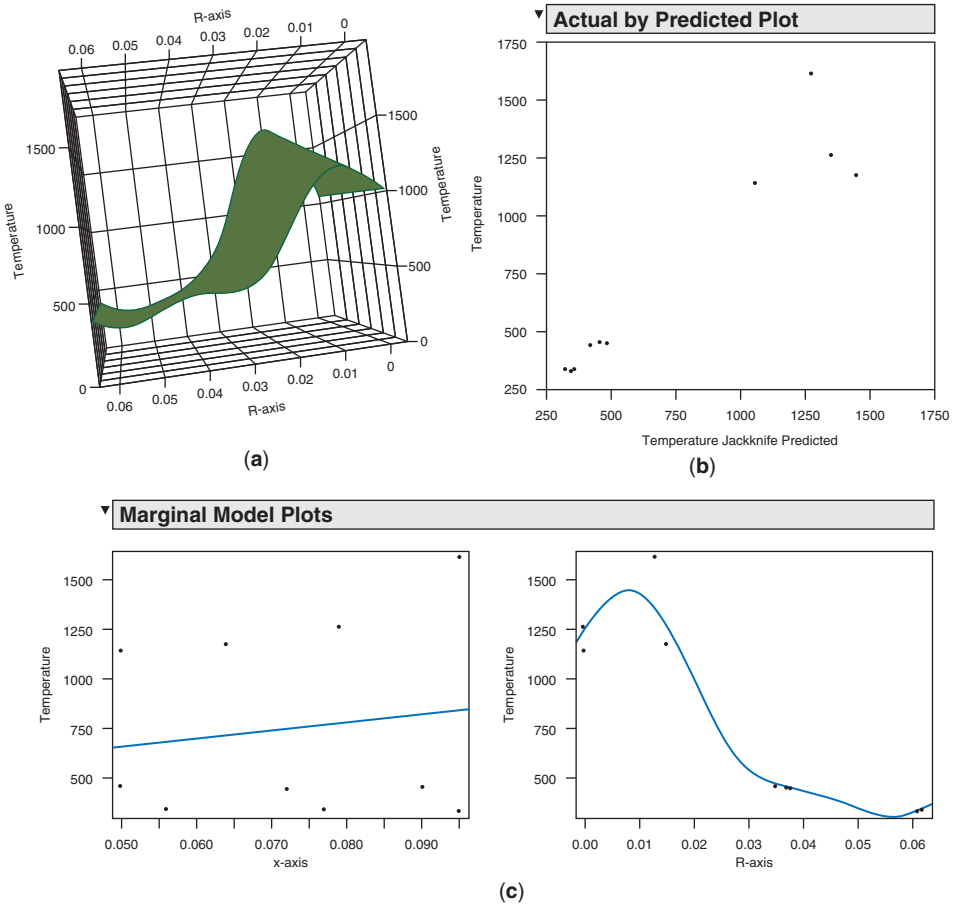 R-axis
0.06 0.05 0.04 0.03 0.02 0.01 0
1500
1000
500
0
Temperature
1500
1000
500
0
Temperature
0.06 0.05 0.04 0.03 0.02 0.01 0
R-axis
(a)
Actual by Predicted Plot
1750
1500
1250
1000
750
500
250
Temperature
250 500 750 1000 1250 1500 1750
Temperature Jackknife Predicted
(b)
Marginal Model Plots
1500
1250
1000
750
500
Temperature
0.050 0.060 0.070 0.080 0.090
x-axis
1500
1250
1000
750
500
Temperature
0.00 0.01 0.02 0.03 0.04 0.05 0.06
R-axis
(c)